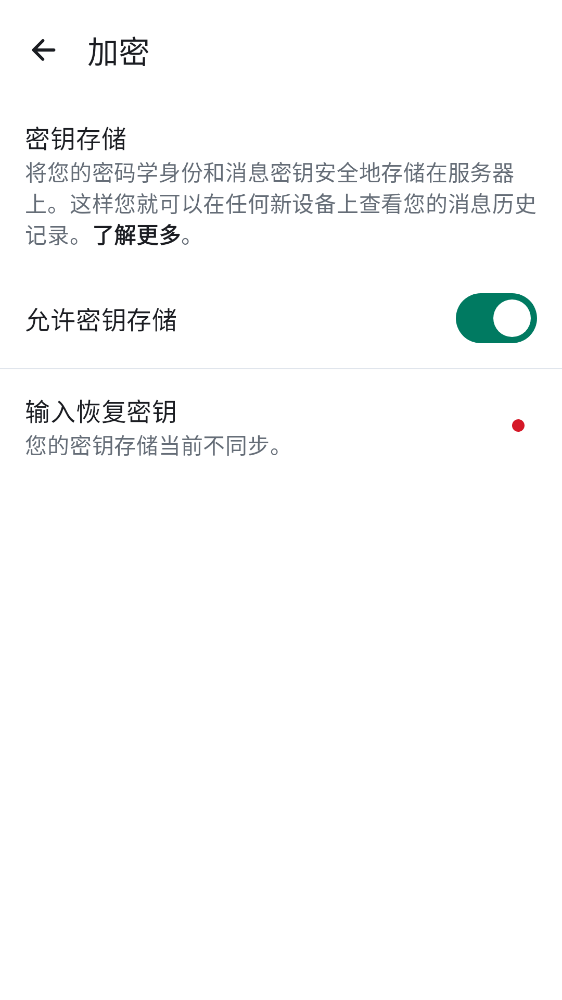 加密
密钥存储
将您的密码学身份和消息密钥安全地存储在服务器
上。这样您就可以在任何新设备上查看您的消息历史
记录。了解更多。
允许密钥存储
输入恢复密钥
您的密钥存储当前不同步。